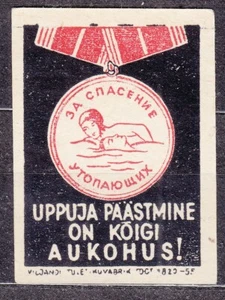 ЗА СПАСЕНИЕ
УТОПАЮЩИХ
UPPUJA PÄÄSTMINE
ON KÕIGI
AUKOHUS!
VILJANDI